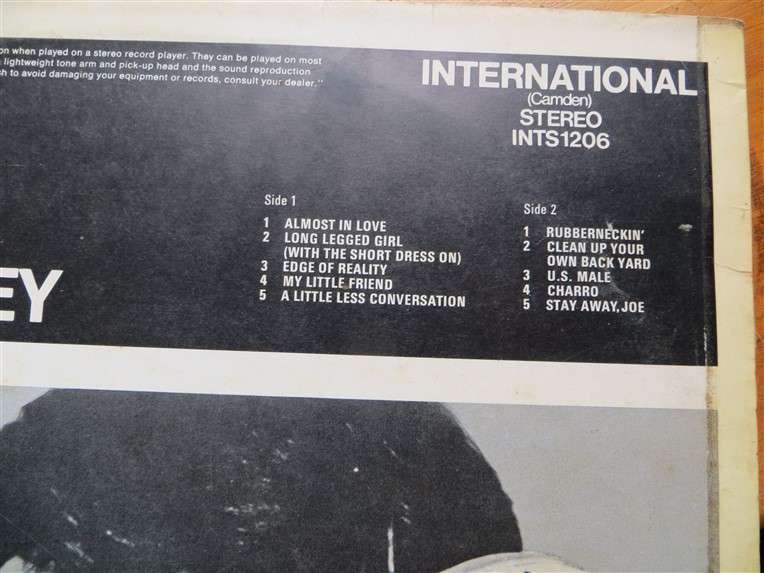 on when played on a stereo record player. They can be played on most
lightweight tone arm and pick-up head and the sound reproduction
sh to avoid damaging your equipment or records, consult your dealer."
INTERNATIONAL
(Camden)
STEREO
INTS1206
Side 1
1 ALMOST IN LOVE
2 LONG LEGGED GIRL
(WITH THE SHORT DRESS ON)
3 EDGE OF REALITY
4 MY LITTLE FRIEND
5 A LITTLE LESS CONVERSATION
Side 2
1 RUBBERNECKIN'
2 CLEAN UP YOUR
OWN BACK YARD
3 U.S. MALE
4 CHARRO
5 STAY AWAY, JOE
EY